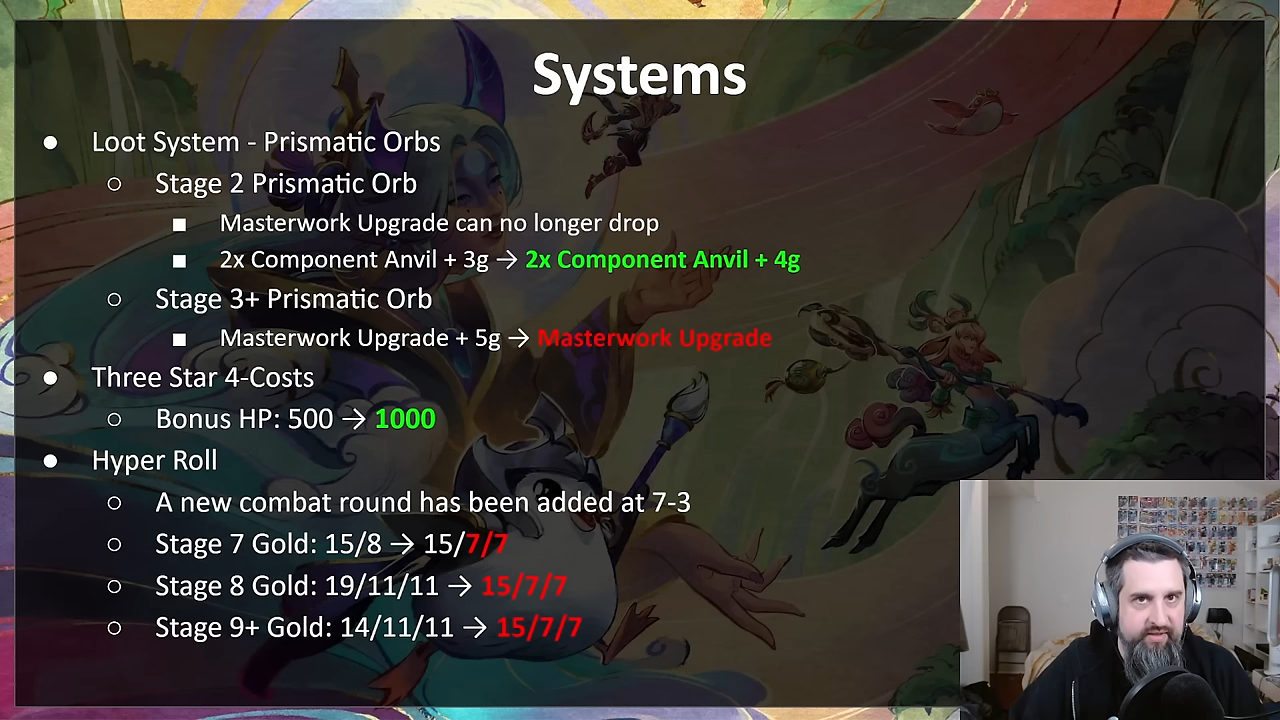 Systems
● Loot System - Prismatic Orbs
○ Stage 2 Prismatic Orb
■ Masterwork Upgrade can no longer drop
■ 2x Component Anvil + 3g → 2x Component Anvil + 4g
○ Stage 3+ Prismatic Orb
■ Masterwork Upgrade + 5g → Masterwork Upgrade
● Three Star 4-Costs
○ Bonus HP: 500 → 1000
● Hyper Roll
○ A new combat round has been added at 7-3
○ Stage 7 Gold: 15/8 → 15/7/7
○ Stage 8 Gold: 19/11/11 → 15/7/7
○ Stage 9+ Gold: 14/11/11 → 15/7/7